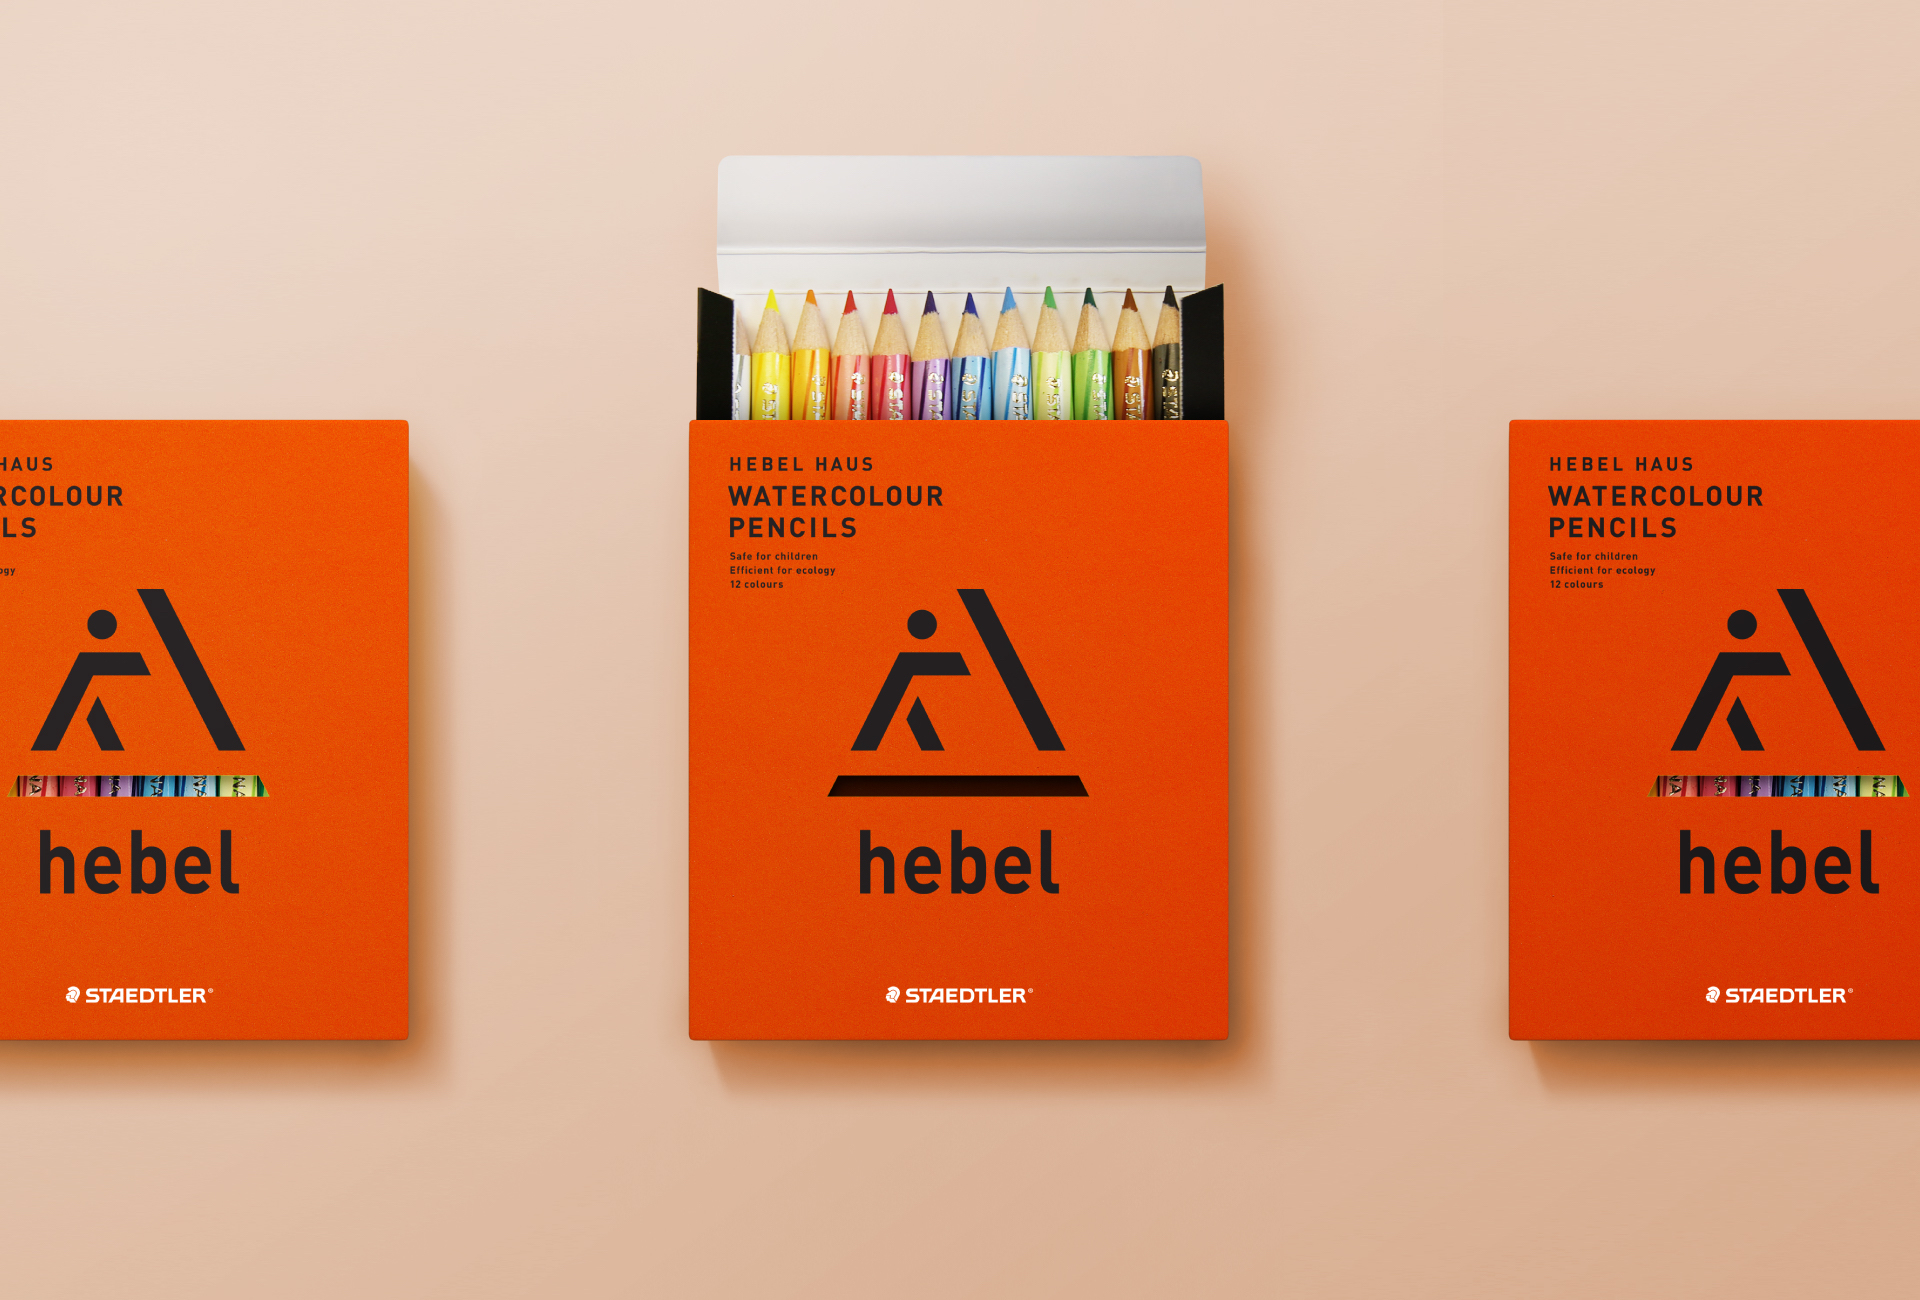 HAUS
RCOLOUR
LS
ogy
hebel
STAEDTLER®
HEBEL HAUS
WATERCOLOUR
PENCILS
Safe for children
Efficient for ecology
12 colours
hebel
STAEDTLER®
HEBEL HAUS
WATERCOLOUR
PENCILS
Safe for children
Efficient for ecology
12 colours
hebel
STAEDTLER®